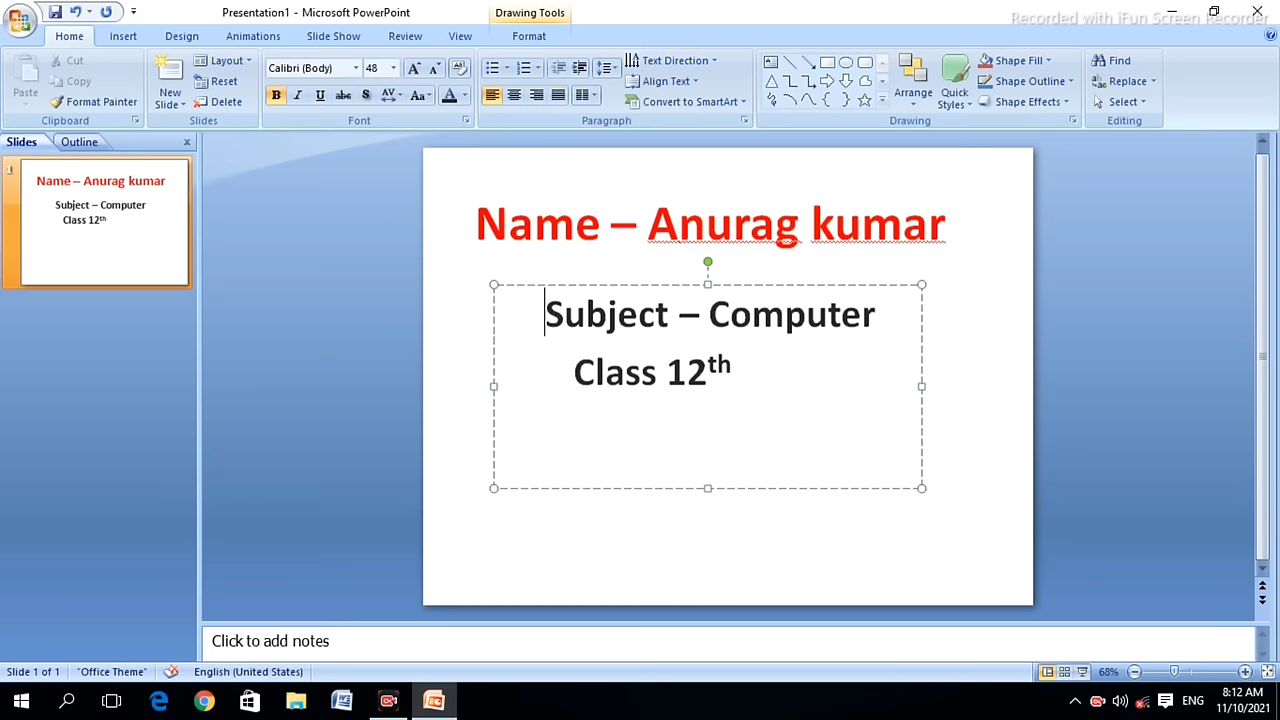 Presentation1 - Microsoft PowerPoint
Drawing Tools
Recorded with iFun Screen Recorder
Home
Insert
Design
Animations
Slide Show
Review
View
Format
Paste
Cut
Copy
Format Painter
Clipboard
New Slide
Layout
Reset
Delete
Slides
Calibri (Body)
48
B I U abc S AV Aa A
Font
Text Direction
Align Text
Convert to SmartArt
Paragraph
Arrange
Quick Styles
Shape Fill
Shape Outline
Shape Effects
Drawing
Find
Replace
Select
Editing
Slides
Outline
1
Name – Anurag kumar
Subject – Computer
Class 12th
Name – Anurag kumar
Subject – Computer
Class 12th
Click to add notes
Slide 1 of 1
"Office Theme"
English (United States)
68%
ENG
8:12 AM
11/10/2021